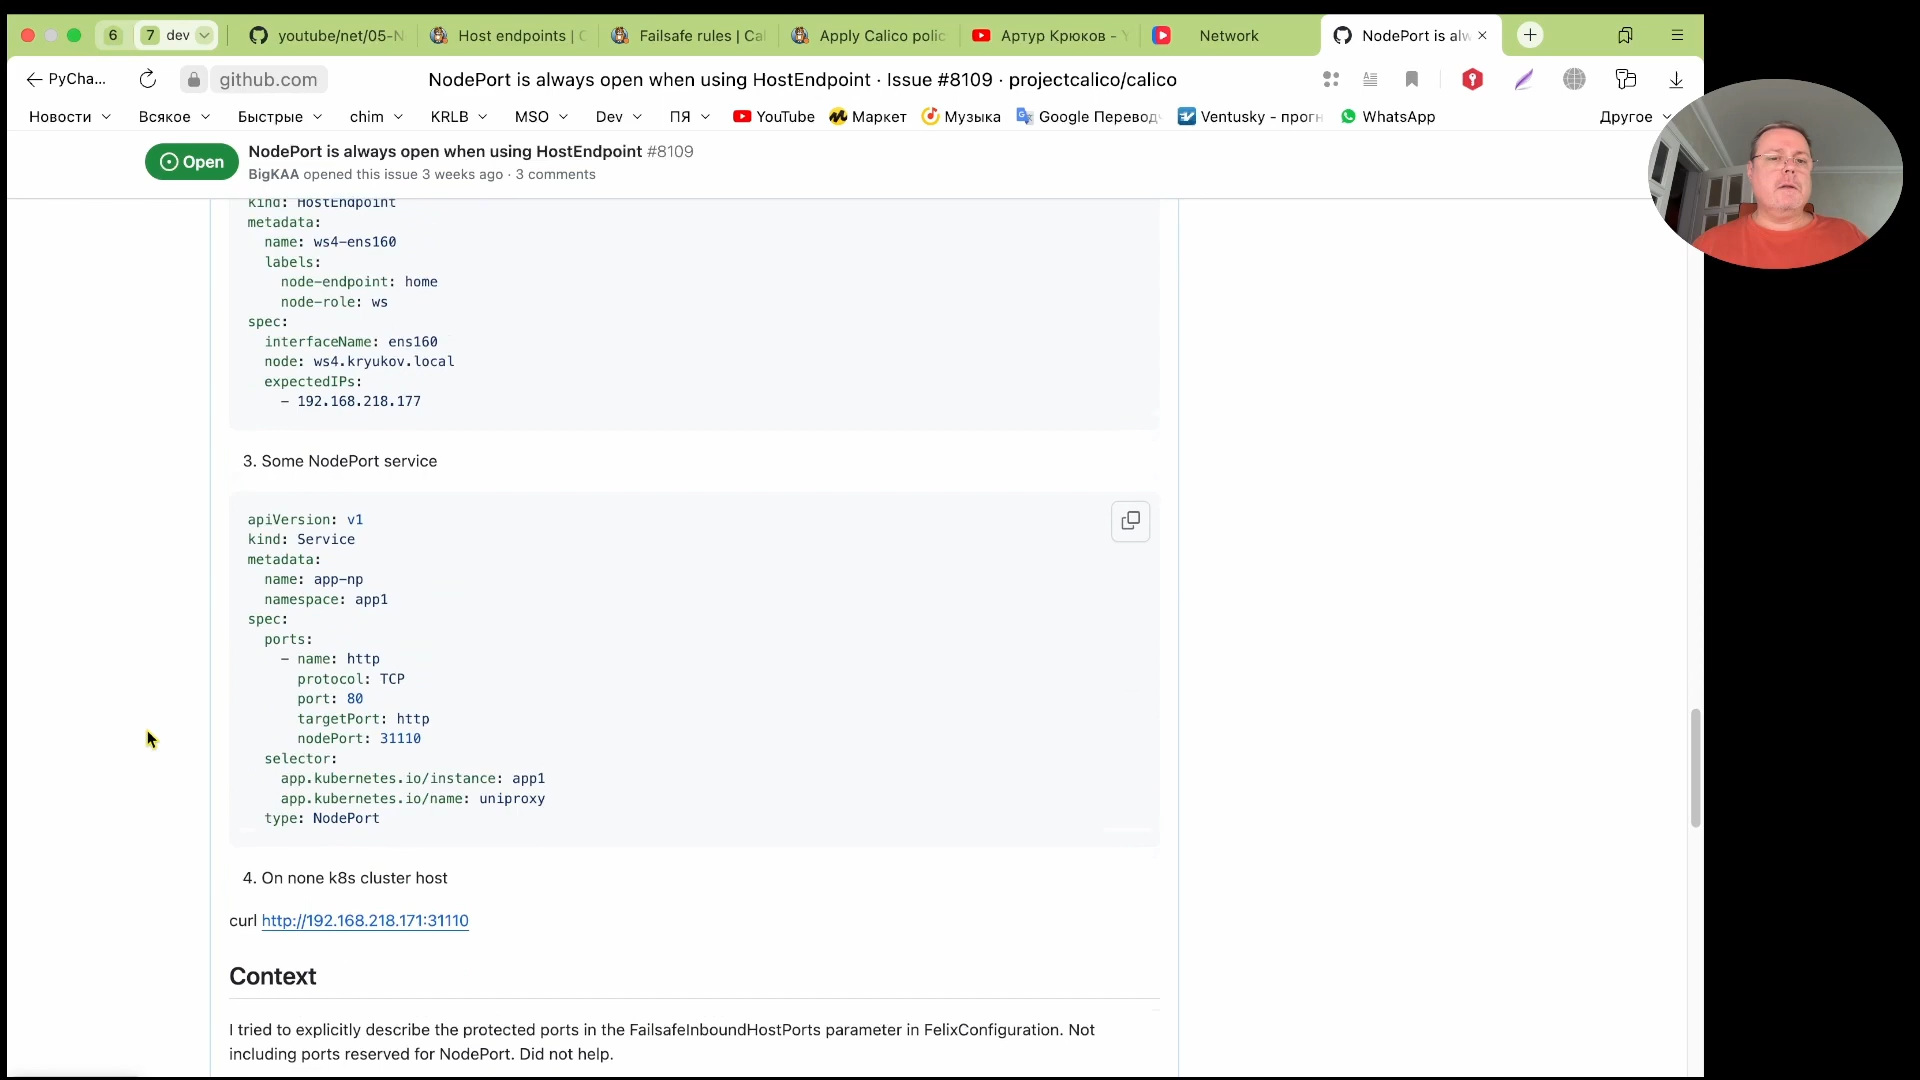 6
7 dev
youtube/net/05-N
Host endpoints | C
Failsafe rules | Cal
Apply Calico polic
Артур Крюков - Y
Network
NodePort is alw
PyCha...
github.com
NodePort is always open when using HostEndpoint · Issue #8109 · projectcalico/calico
Новости
Всякое
Быстрые
chim
KRLB
MSO
Dev
ПЯ
YouTube
Маркет
Музыка
Google Перевод
Ventusky - прогн
WhatsApp
Другое
Open
NodePort is always open when using HostEndpoint #8109
BigKAA opened this issue 3 weeks ago · 3 comments
kind: HostEndpoint
metadata:
name: ws4-ens160
labels:
node-endpoint: home
node-role: ws
spec:
interfaceName: ens160
node: ws4.kryukov.local
expectedIPs:
- 192.168.218.177
3. Some NodePort service
apiVersion: v1
kind: Service
metadata:
name: app-np
namespace: app1
spec:
ports:
- name: http
protocol: TCP
port: 80
targetPort: http
nodePort: 31110
selector:
app.kubernetes.io/instance: app1
app.kubernetes.io/name: uniproxy
type: NodePort
4. On none k8s cluster host
curl http://192.168.218.171:31110
Context
I tried to explicitly describe the protected ports in the FailsafeInboundHostPorts parameter in FelixConfiguration. Not
including ports reserved for NodePort. Did not help.